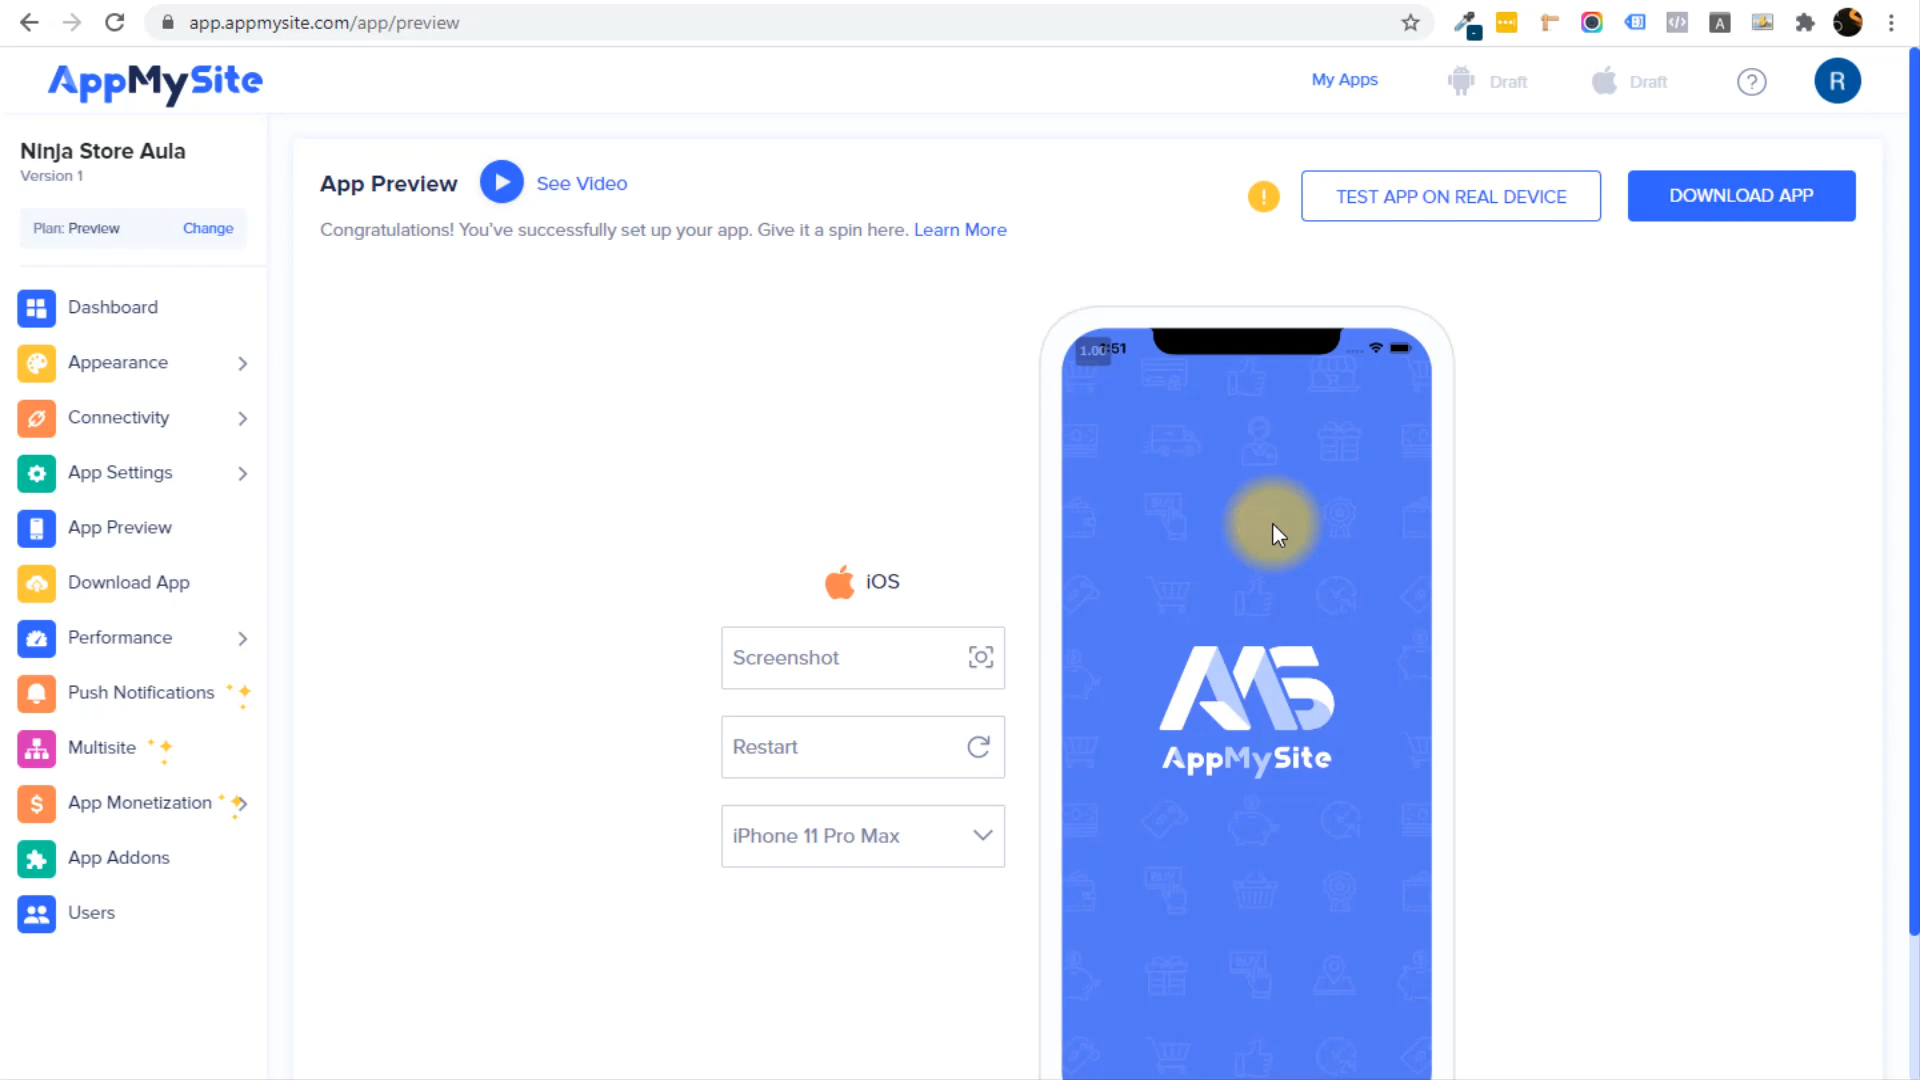 app.appmysite.com/app/preview
AppMySite
My Apps
Draft
Draft
?
R
Ninja Store Aula
Version 1
Plan: Preview
Change
Dashboard
Appearance
Connectivity
App Settings
App Preview
Download App
Performance
Push Notifications
Multisite
App Monetization
App Addons
Users
App Preview
See Video
!
TEST APP ON REAL DEVICE
DOWNLOAD APP
Congratulations! You've successfully set up your app. Give it a spin here. Learn More
iOS
Screenshot
Restart
iPhone 11 Pro Max
AMS
AppMySite
BUY
BUY